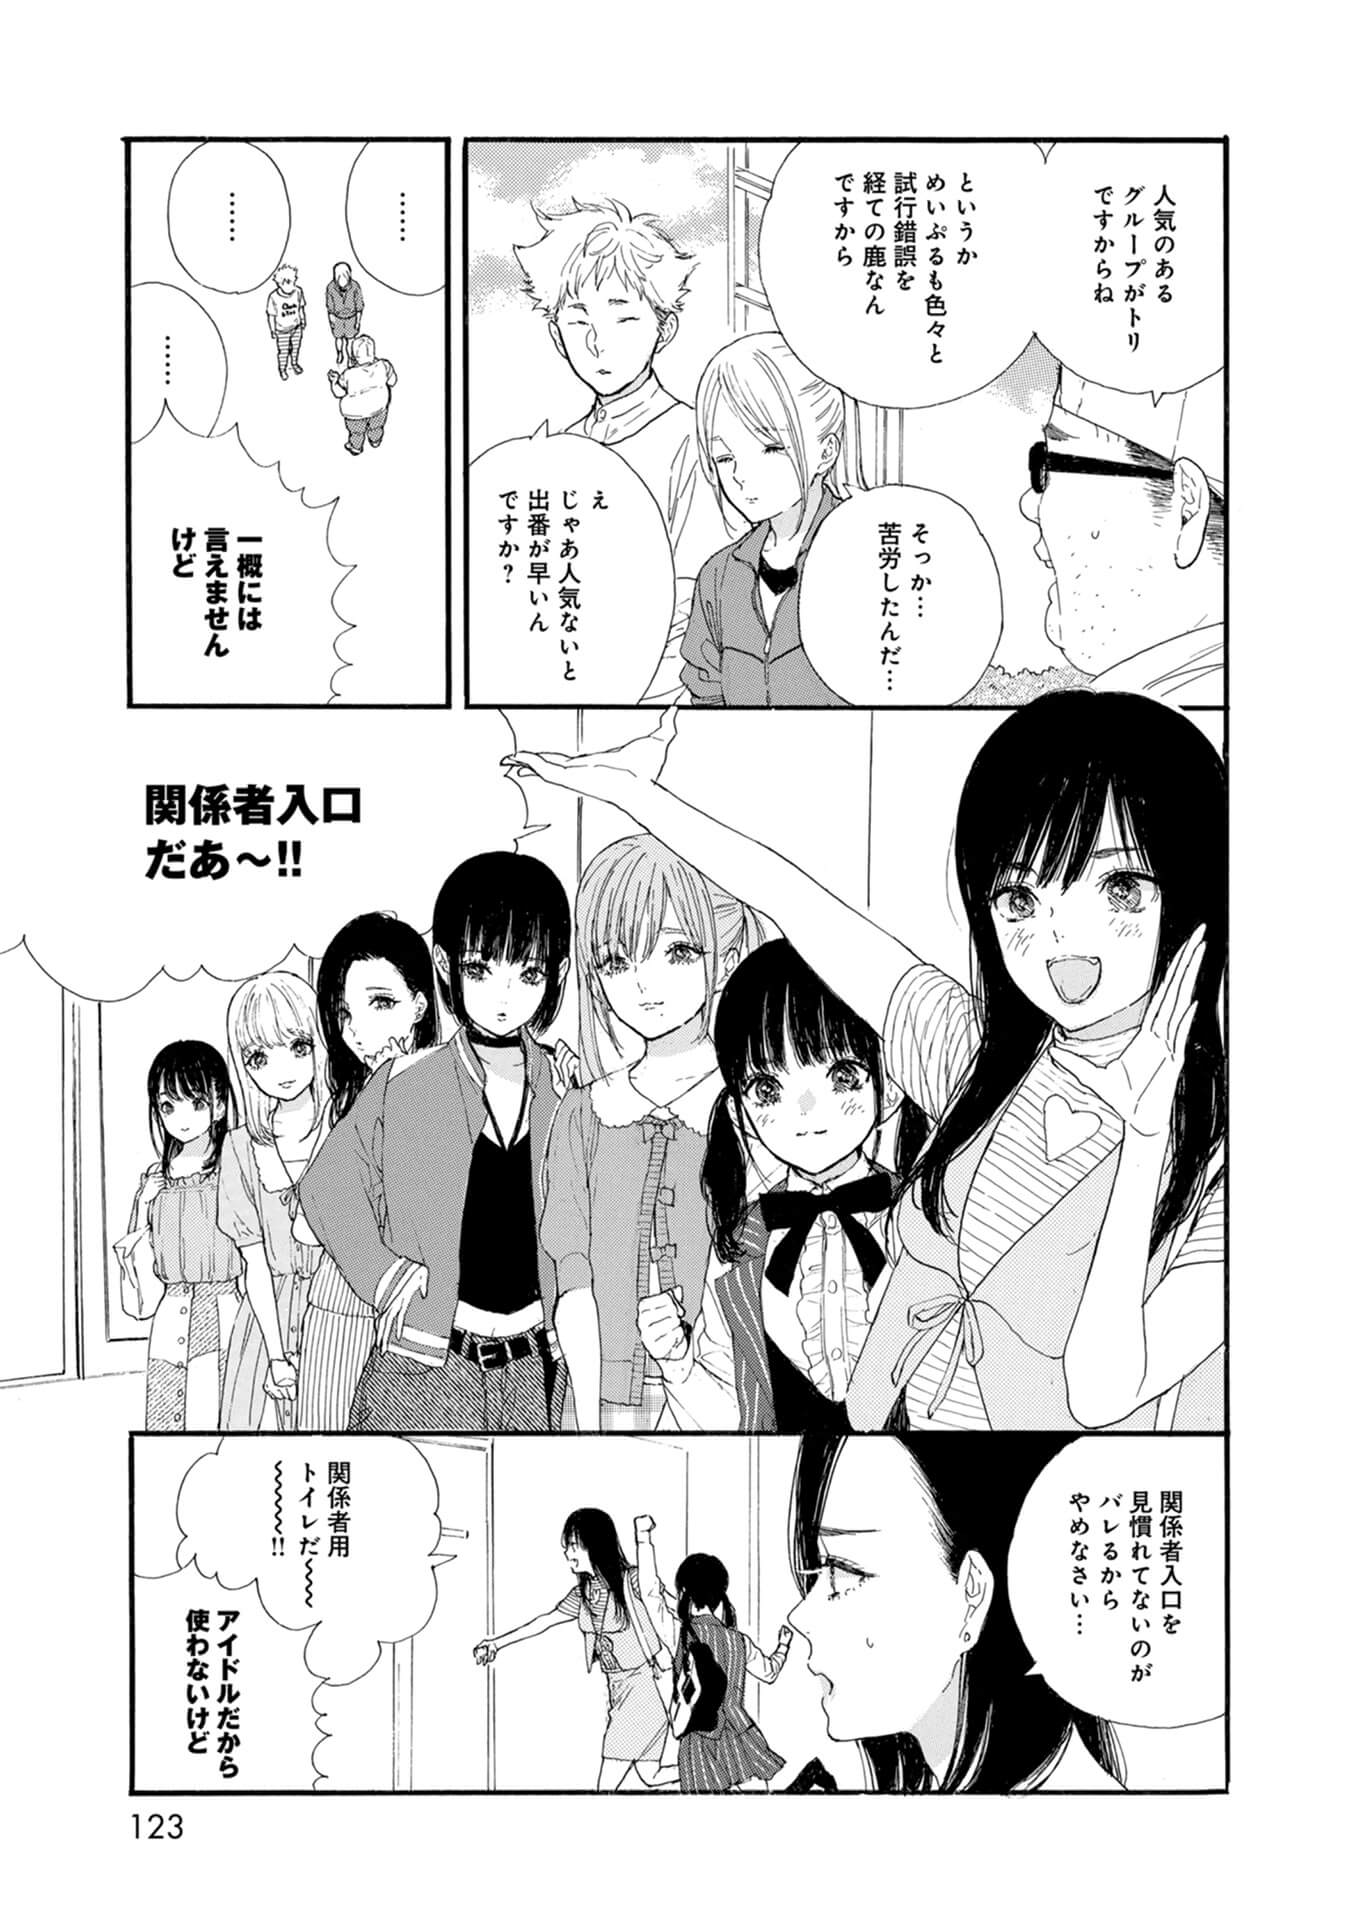 人気のある
グループがトリ
ですからね
というか
めいぷるも色々と
試行錯誤を
経ての鹿なん
ですから
そっか…
苦労したんだ…
え
じゃあ人気ないと
出番が早いん
ですか?
……
……
……
一概には
言えません
けど
関係者入口
だあ〜!!
関係者入口を
見慣れてないのが
バレるから
やめなさい…
関係者用
トイレだ〜〜〜〜!!
アイドルだから
使わないけど
123